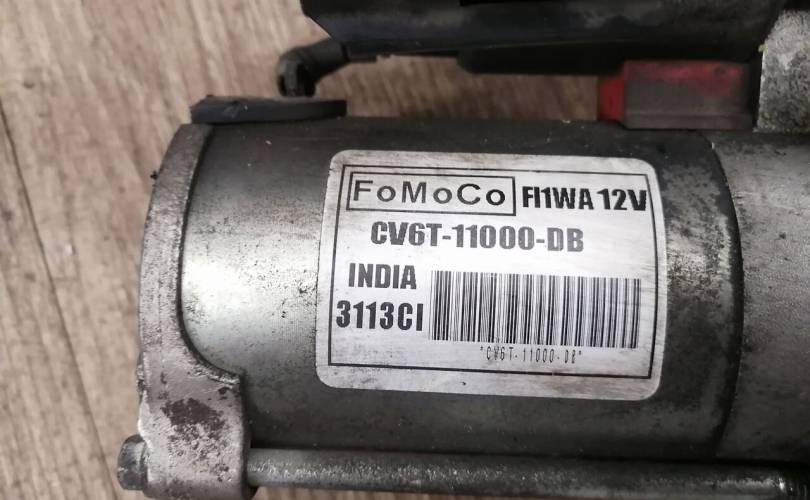 FoMoCo FI1WA 12V
CV6T-11000-DB
INDIA
3113CI
*CV6T-11000-DB*